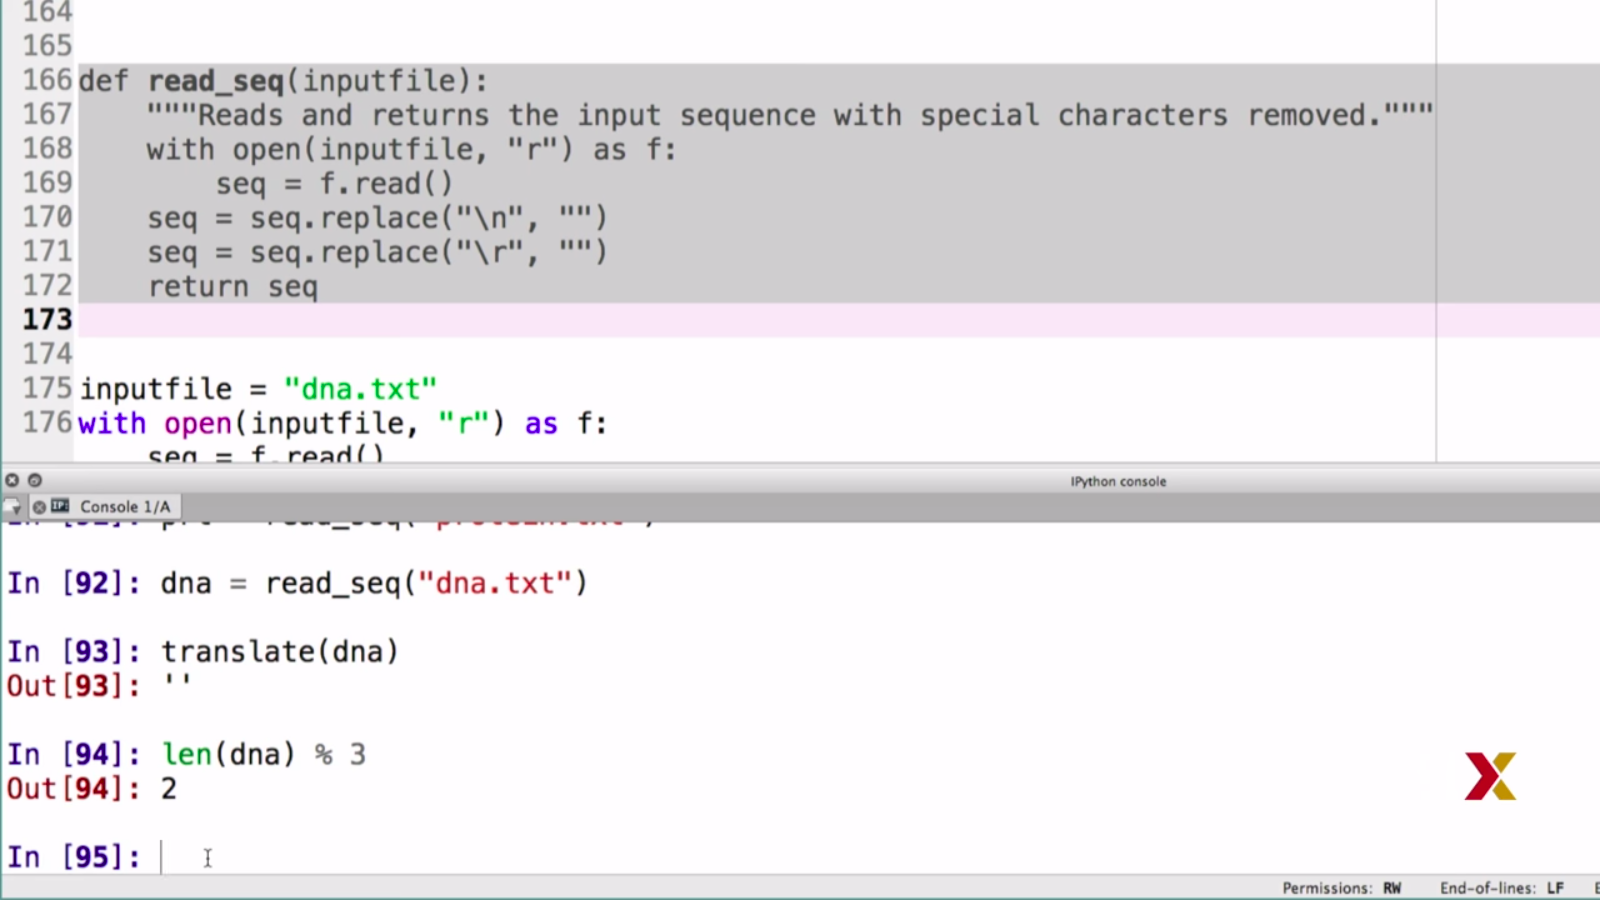 164
165
166 def read_seq(inputfile):
167     """Reads and returns the input sequence with special characters removed."""
168     with open(inputfile, "r") as f:
169         seq = f.read()
170     seq = seq.replace("\n", "")
171     seq = seq.replace("\r", "")
172     return seq
173
174
175 inputfile = "dna.txt"
176 with open(inputfile, "r") as f:
    seq = f.read()
IPython console
Console 1/A
In [92]: dna = read_seq("dna.txt")
In [93]: translate(dna)
Out[93]: ''
In [94]: len(dna) % 3
Out[94]: 2
In [95]:
Permissions: RW End-of-lines: LF